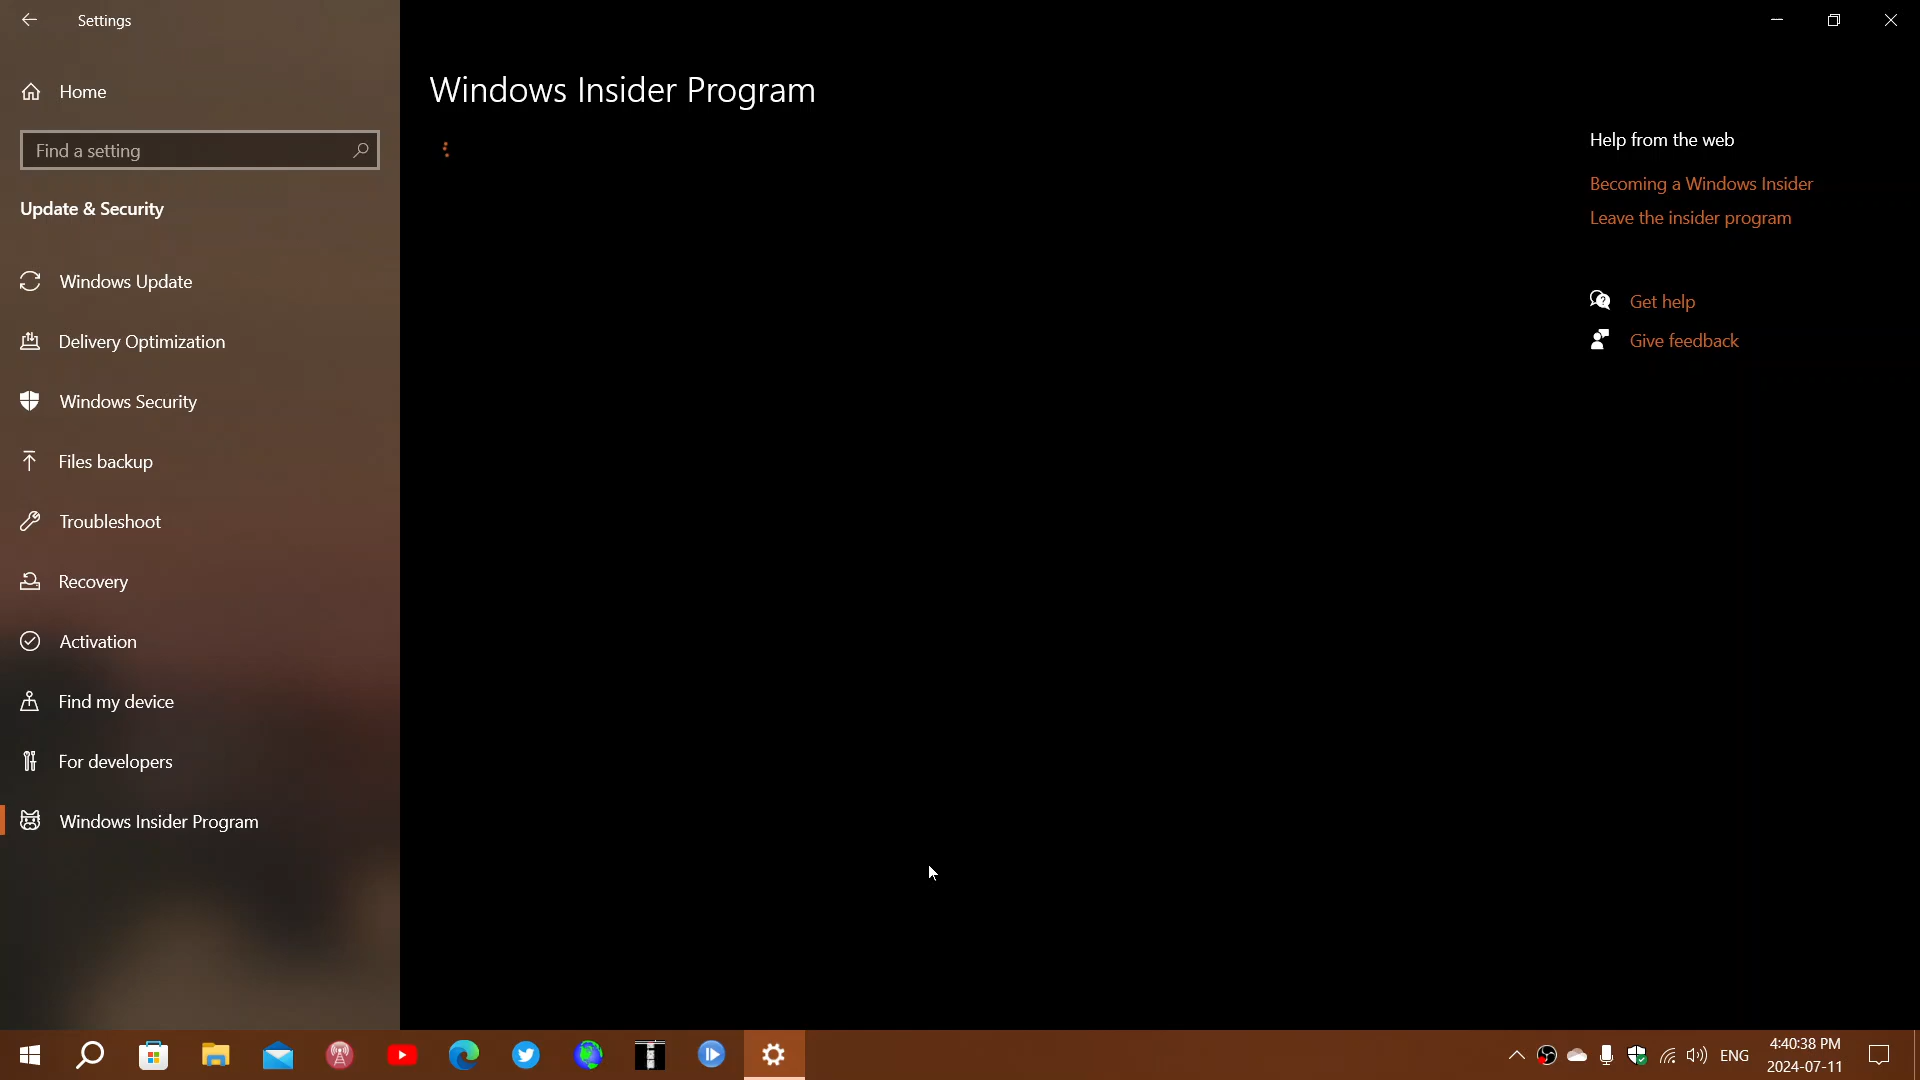 Settings
Home
Find a setting
Update & Security
Windows Update
Delivery Optimization
Windows Security
Files backup
Troubleshoot
Recovery
Activation
Find my device
For developers
Windows Insider Program
Windows Insider Program
Help from the web
Becoming a Windows Insider
Leave the insider program
Get help
Give feedback
ENG
4:40:38 PM
2024-07-11